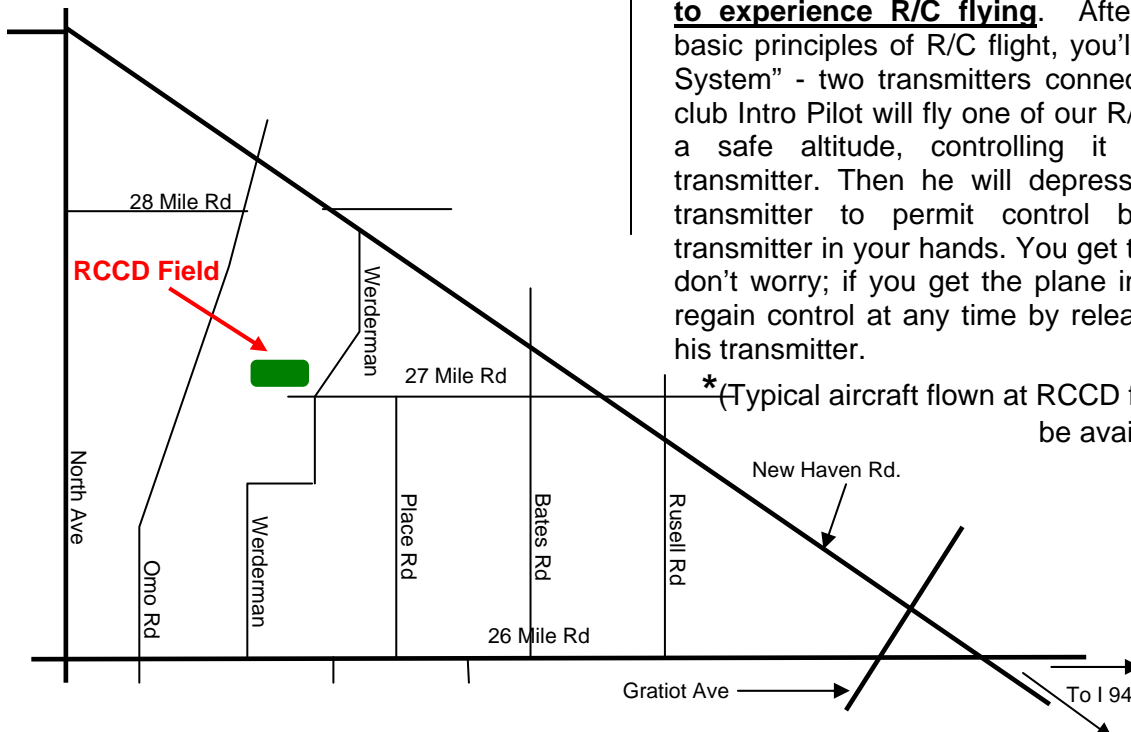 to experience R/C flying. After
basic principles of R/C flight, you'l
System" - two transmitters connec
club Intro Pilot will fly one of our R/
a safe altitude, controlling it
transmitter. Then he will depress
transmitter to permit control b
transmitter in your hands. You get t
don't worry; if you get the plane in
regain control at any time by relea
his transmitter.
*(Typical aircraft flown at RCCD f
be avai
28 Mile Rd
RCCD Field
Werderman
27 Mile Rd
New Haven Rd.
North Ave
Omo Rd
Werderman
Place Rd
Bates Rd
Rusell Rd
26 Mile Rd
Gratiot Ave
To I 94